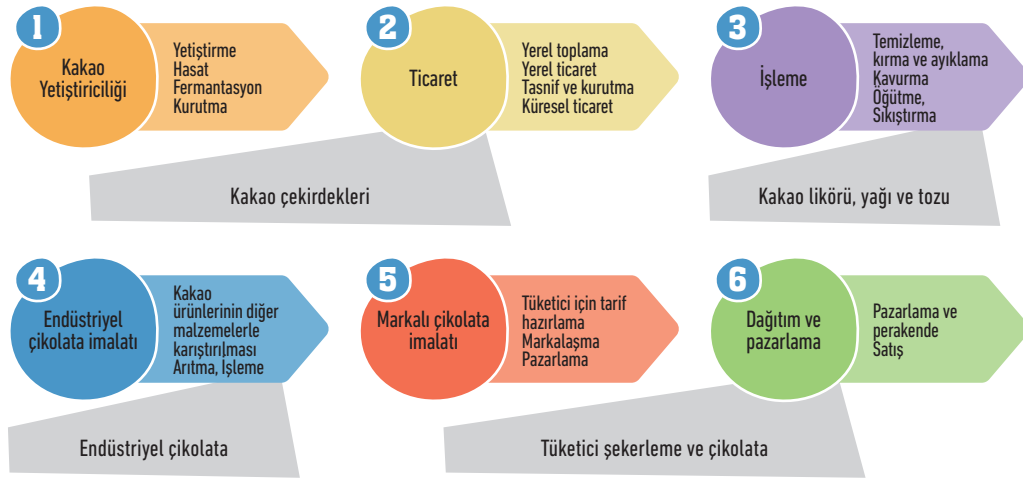 1
Kakao
Yetiştiriciliği
Yetiştirme
Hasat
Fermantasyon
Kurutma
2
Ticaret
Yerel toplama
Yerel ticaret
Tasnif ve kurutma
Küresel ticaret
Kakao çekirdekleri
3
İşleme
Temizleme,
kırma ve ayıklama
Kavurma
Öğütme,
Sıkıştırma
Kakao likörü, yağı ve tozu
4
Endüstriyel
çikolata imalatı
Kakao
ürünlerinin diğer
malzemelerle
karıştırılması
Arıtma, İşleme
Endüstriyel çikolata
5
Markalı çikolata
imalatı
Tüketici için tarif
hazırlama
Markalaşma
Pazarlama
6
Dağıtım ve
pazarlama
Pazarlama ve
perakende
Satış
Tüketici şekerleme ve çikolata